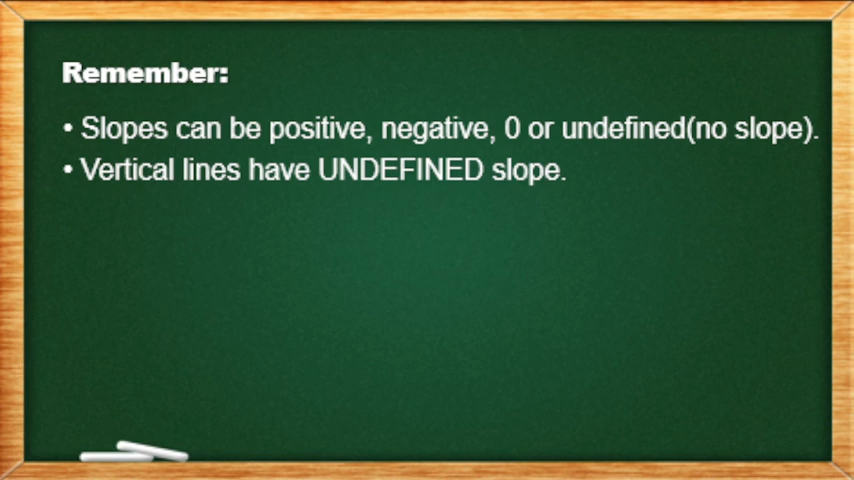 Remember:
• Slopes can be positive, negative, 0 or undefined(no slope).
• Vertical lines have UNDEFINED slope.